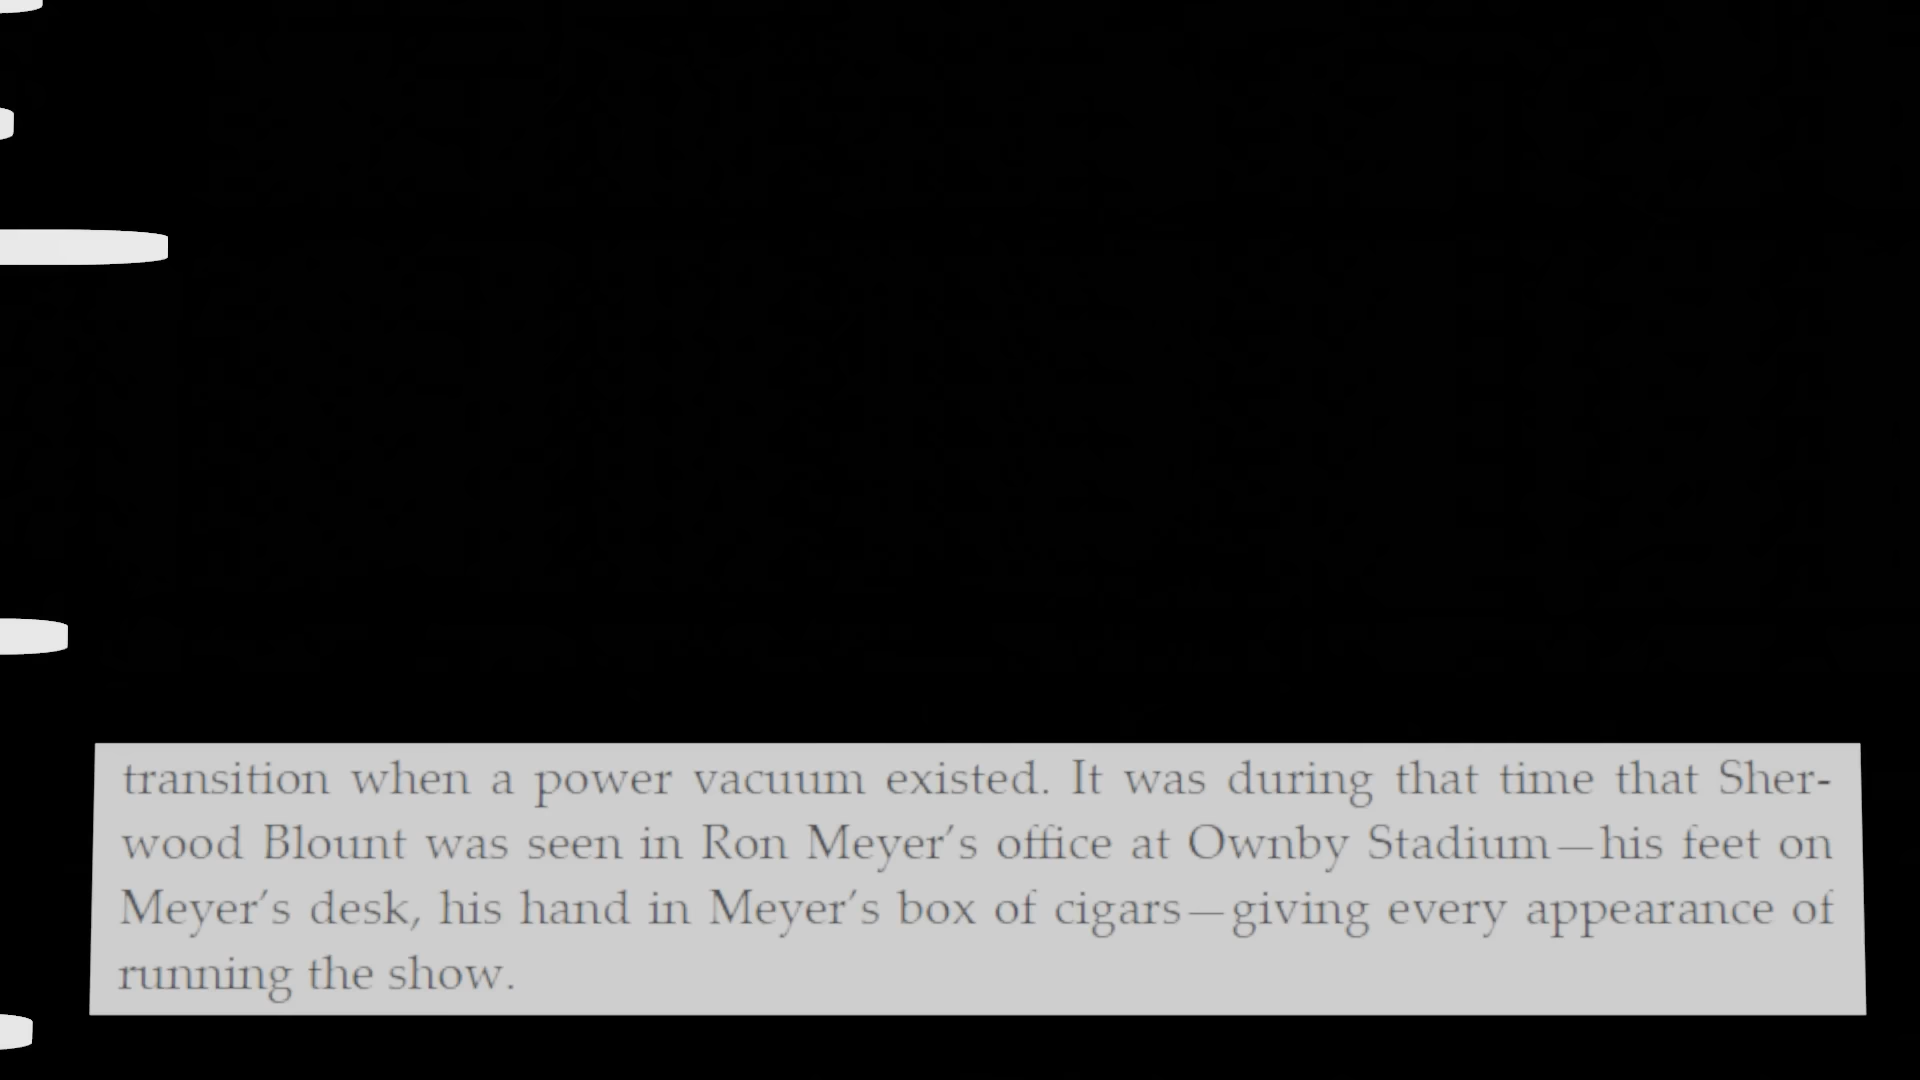 transition when a power vacuum existed. It was during that time that Sher-
wood Blount was seen in Ron Meyer’s office at Ownby Stadium—his feet on
Meyer’s desk, his hand in Meyer’s box of cigars—giving every appearance of
running the show.